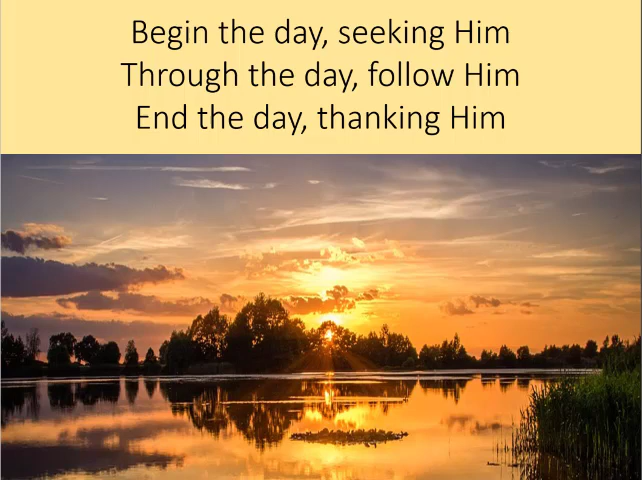 Begin the day, seeking Him
Through the day, follow Him
End the day, thanking Him